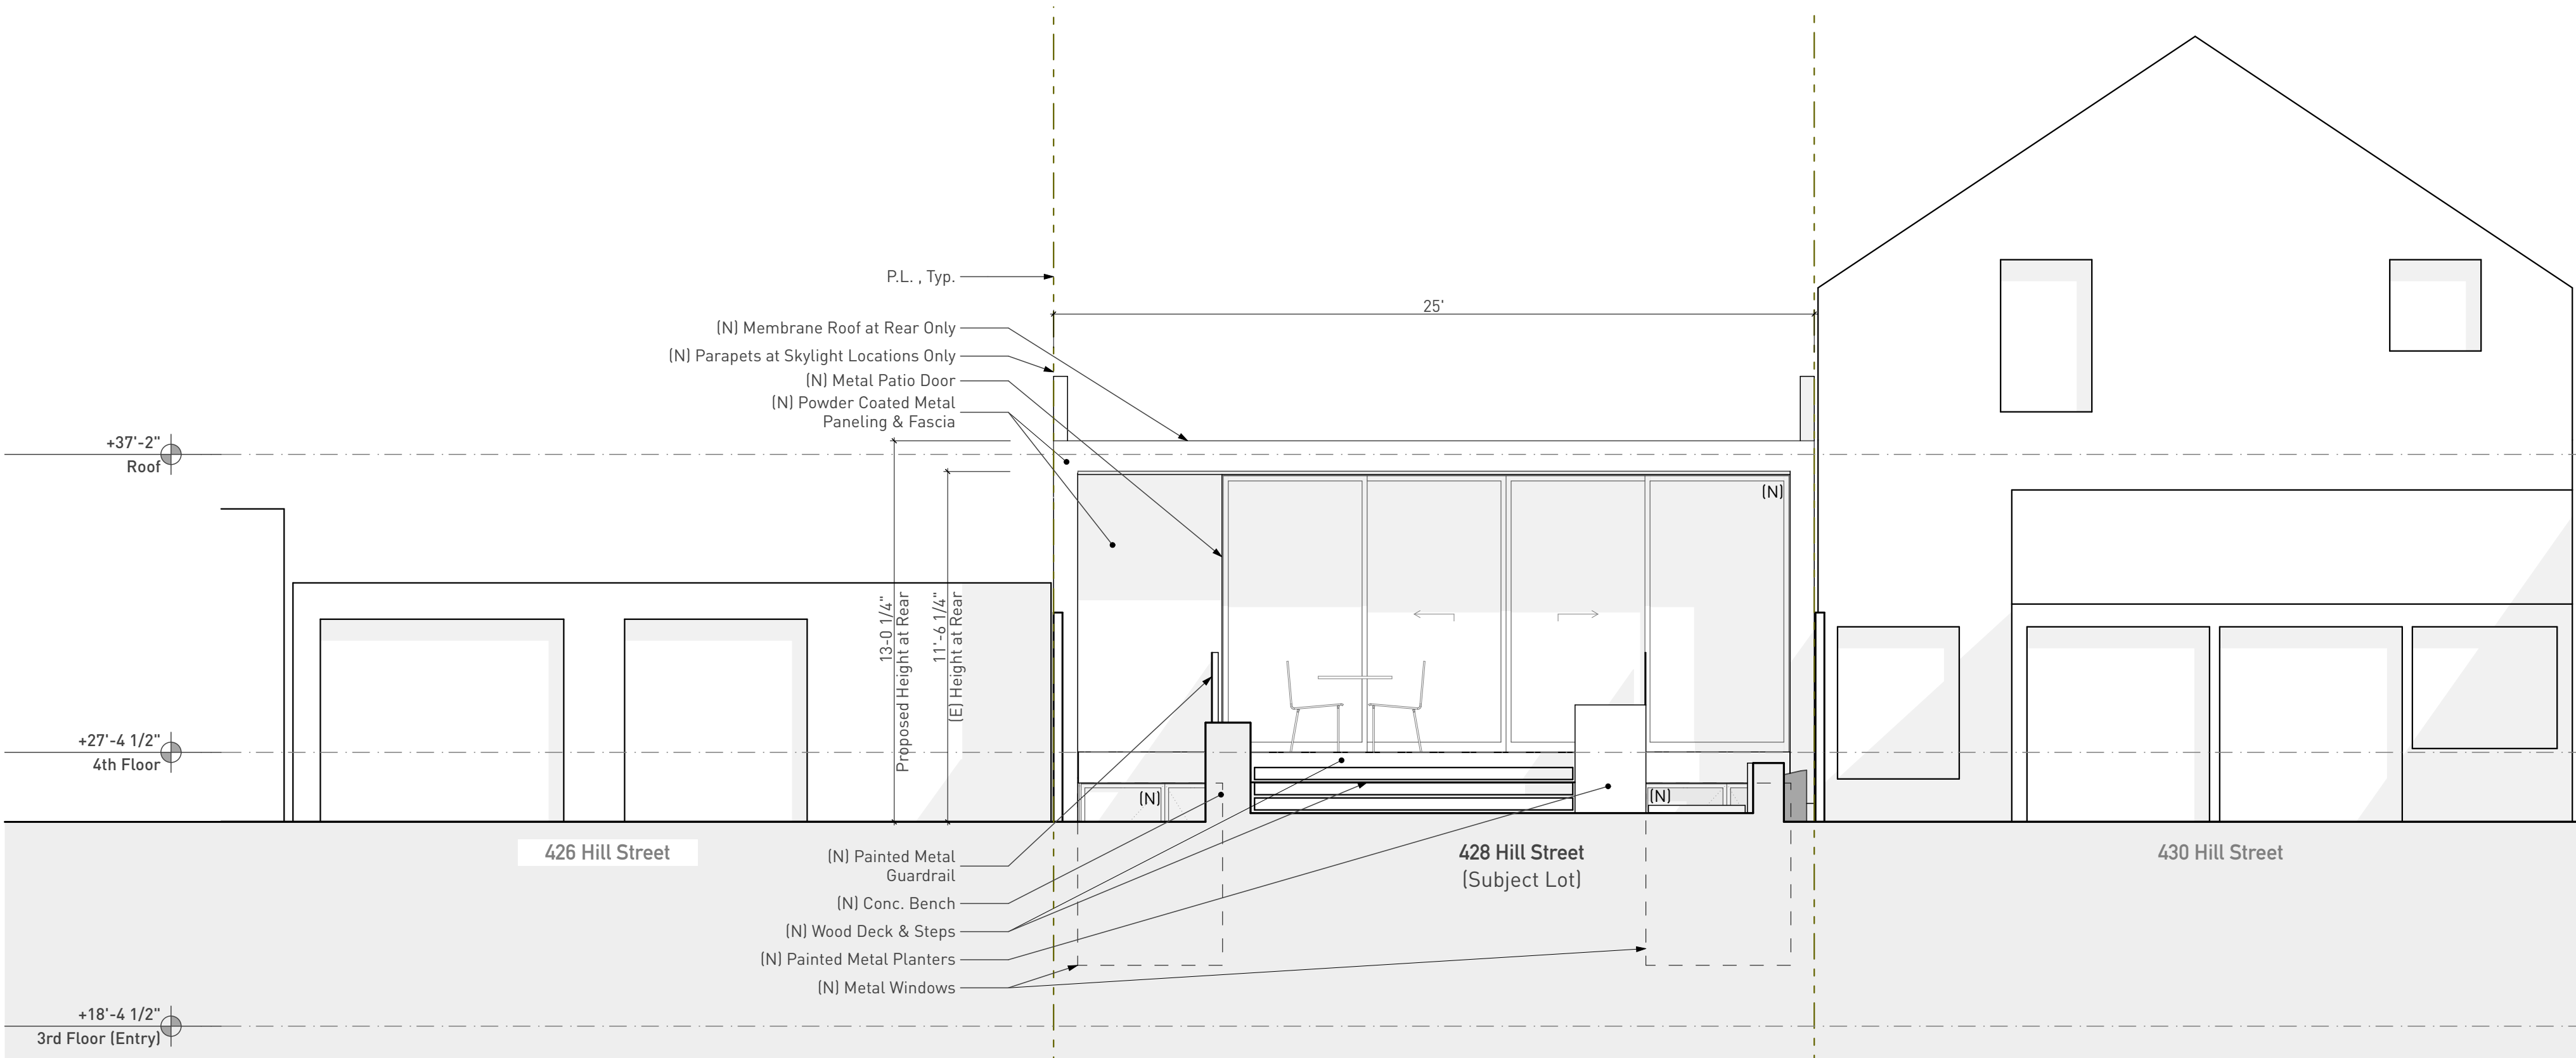 P.L. , Typ.
25'
(N) Membrane Roof at Rear Only
(N) Parapets at Skylight Locations Only
(N) Metal Patio Door
(N) Powder Coated Metal
Paneling & Fascia
+37'-2"
Roof
(N)
13-0 1/4"
Proposed Height at Rear
11'-6 1/4"
(E) Height at Rear
+27'-4 1/2"
4th Floor
(N)
(N)
426 Hill Street
428 Hill Street
(Subject Lot)
430 Hill Street
(N) Painted Metal
Guardrail
(N) Conc. Bench
(N) Wood Deck & Steps
(N) Painted Metal Planters
(N) Metal Windows
+18'-4 1/2"
3rd Floor (Entry)